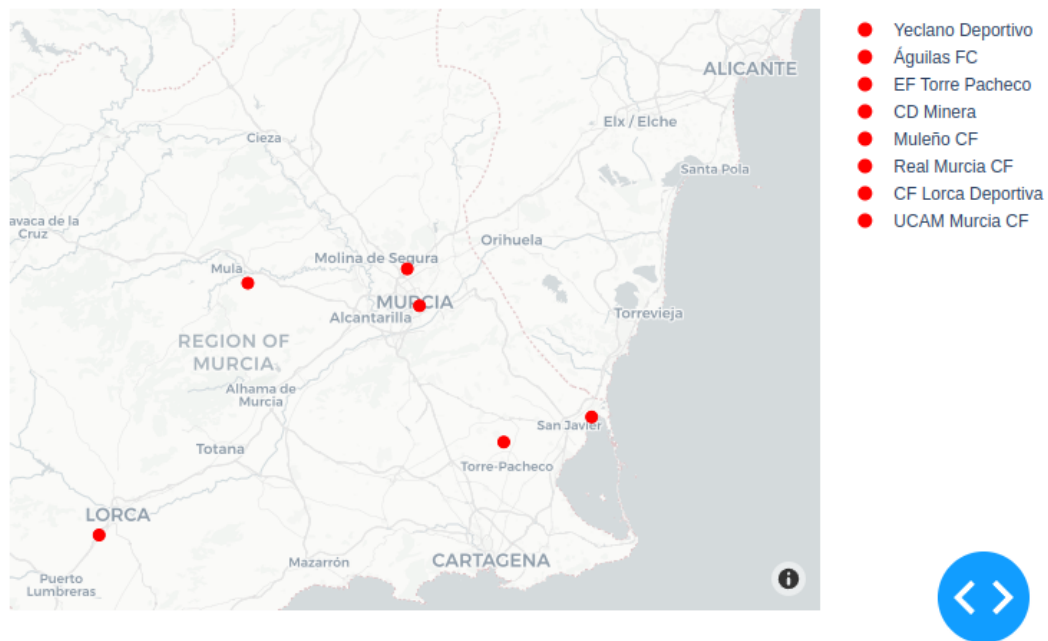 ALICANTE
Elx / Elche
Cieza
Santa Pola
avaca de la
Cruz
Orihuela
Molina de Segura
Mula
MURCIA
Alcantarilla
Torrevieja
REGION OF
MURCIA
Alhama de
Murcia
San Javier
Totana
Torre-Pacheco
LORCA
CARTAGENA
Mazarrón
Puerto
Lumbreras
Yeclano Deportivo
Águilas FC
EF Torre Pacheco
CD Minera
Muleño CF
Real Murcia CF
CF Lorca Deportiva
UCAM Murcia CF